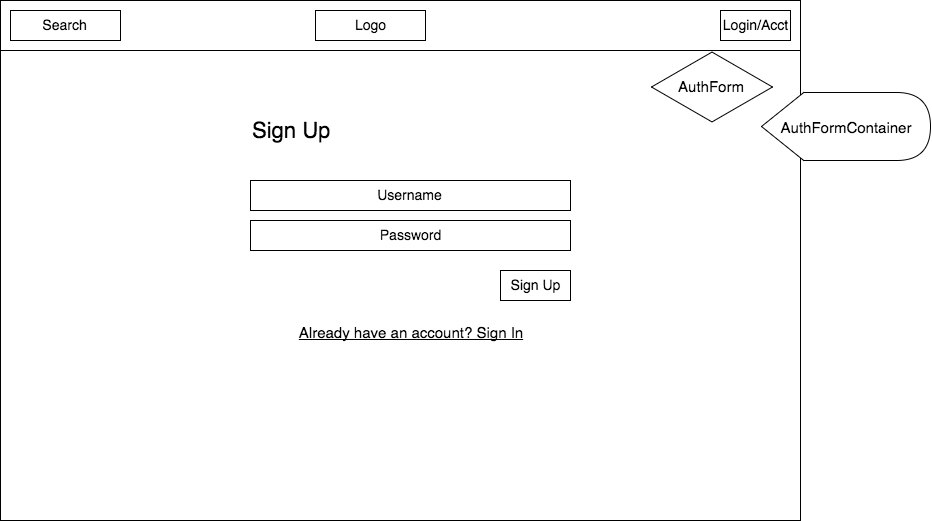 Search
Logo
Login/Acct
AuthForm
AuthFormContainer
Sign Up
Username
Password
Sign Up
Already have an account? Sign In